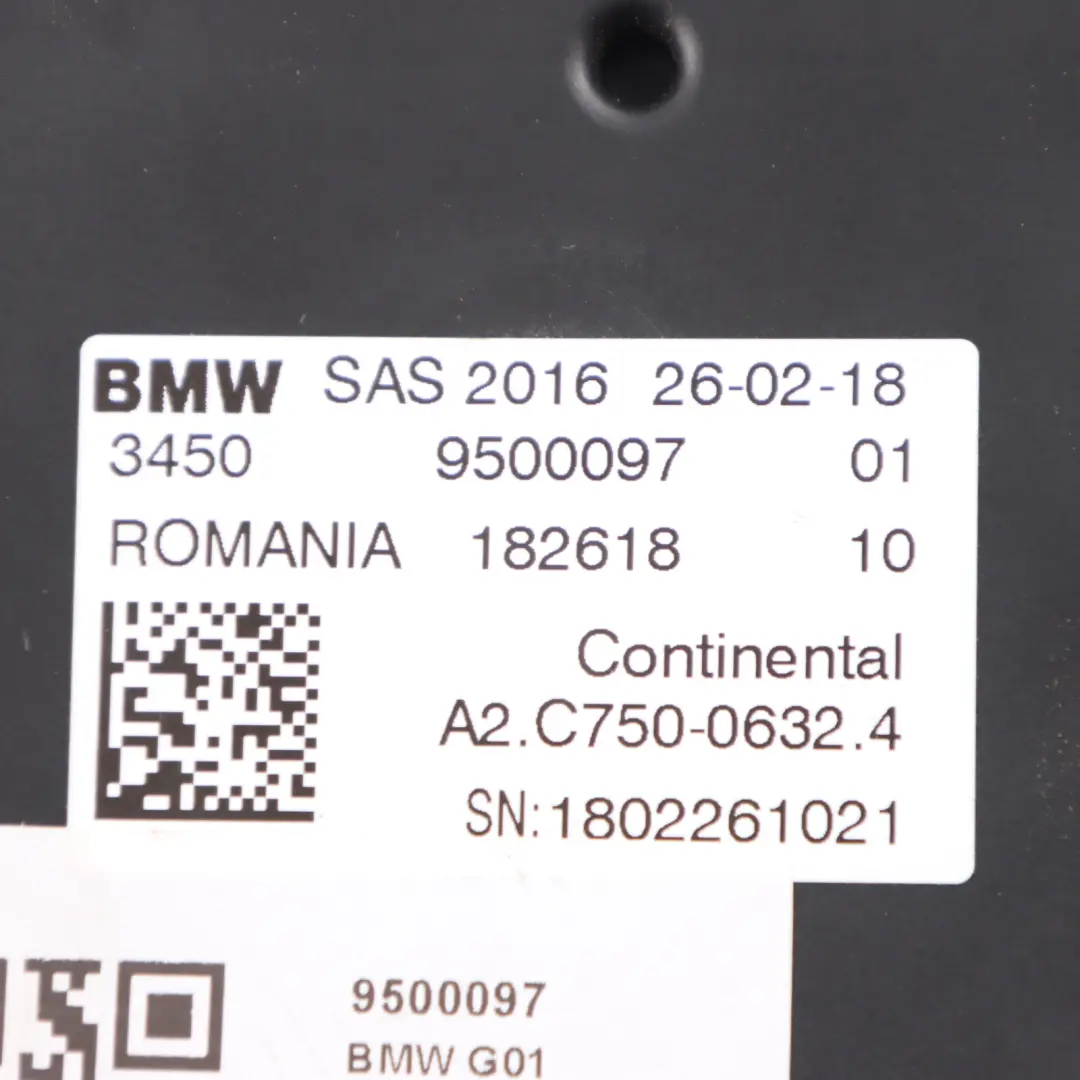 BMW SAS 2016 26-02-18
3450 9500097 01
ROMANIA 182618 10
Continental
A2.C750-0632.4
SN:1802261021
9500097
BMW G01